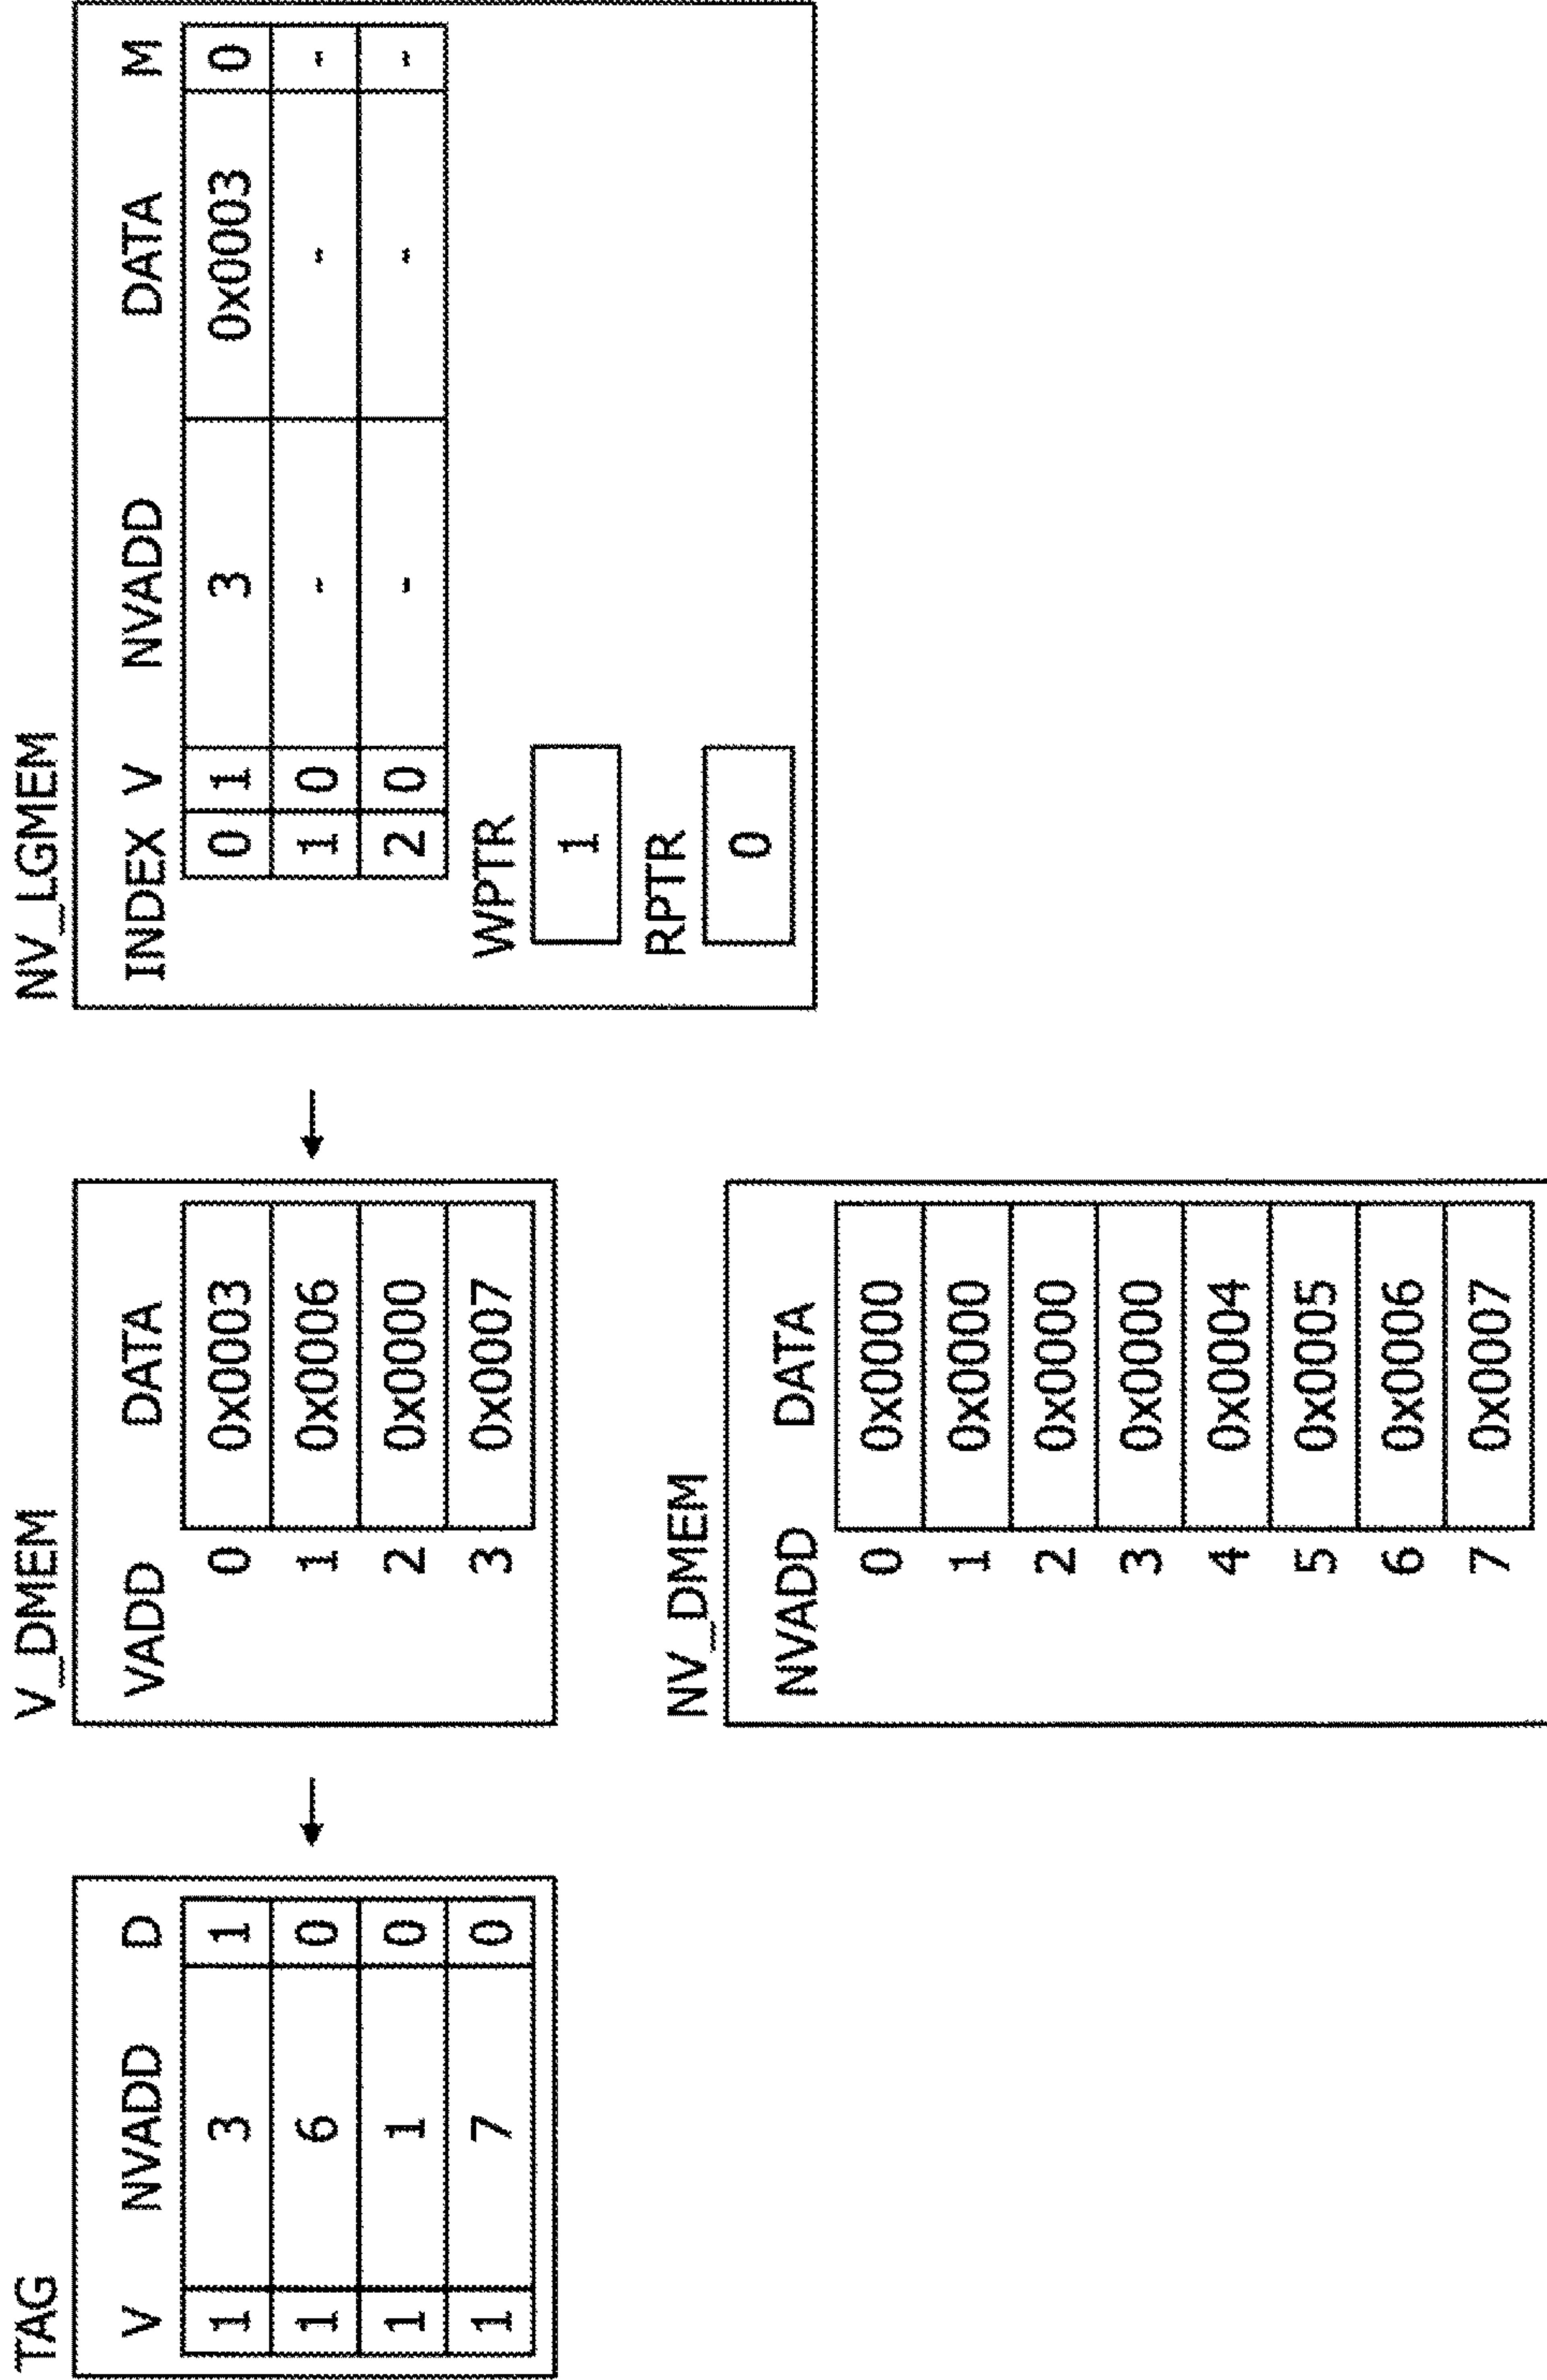 TAG
V NVADD D
1 3 1
1 6 0
1 1 0
1 7 0
V_DMEM
VADD DATA
0 0x0003
1 0x0006
2 0x0000
3 0x0007
NV_DMEM
NVADD DATA
0 0x0000
1 0x0000
2 0x0000
3 0x0000
4 0x0004
5 0x0005
6 0x0006
7 0x0007
NV_LGMEM
INDEX V NVADD DATA M
0 1 3 0x0003 0
1 0 - - -
2 0 - - -
WPTR
1
RPTR
0